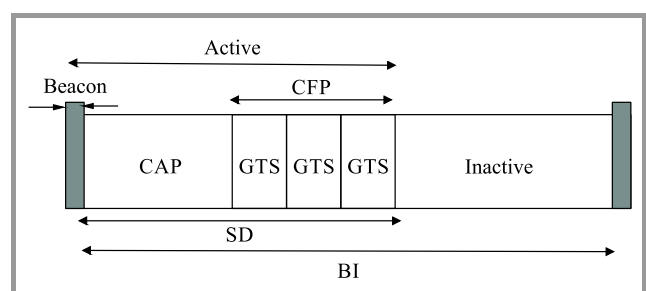 Active
Beacon
CFP
CAP GTS GTS GTS Inactive
SD
BI